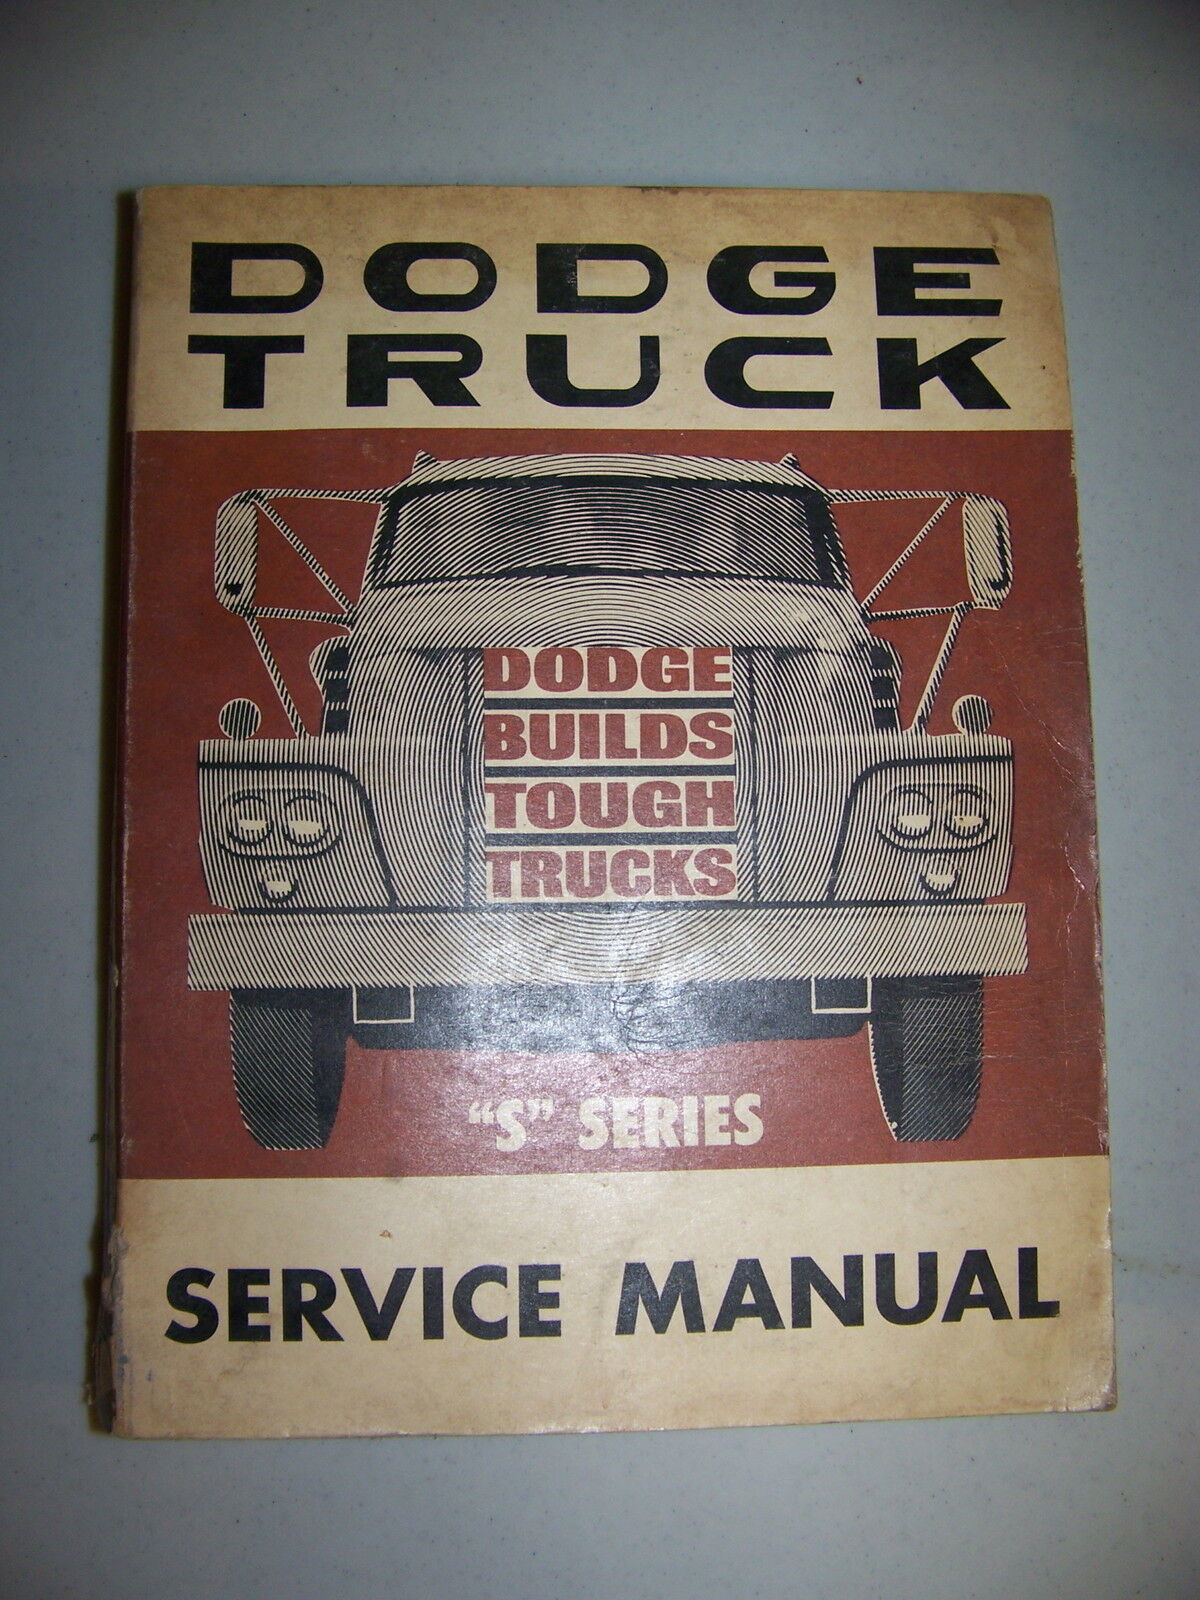 DODGE
TRUCK
DODGE
BUILDS
TOUGH
TRUCKS
"S" SERIES
SERVICE MANUAL